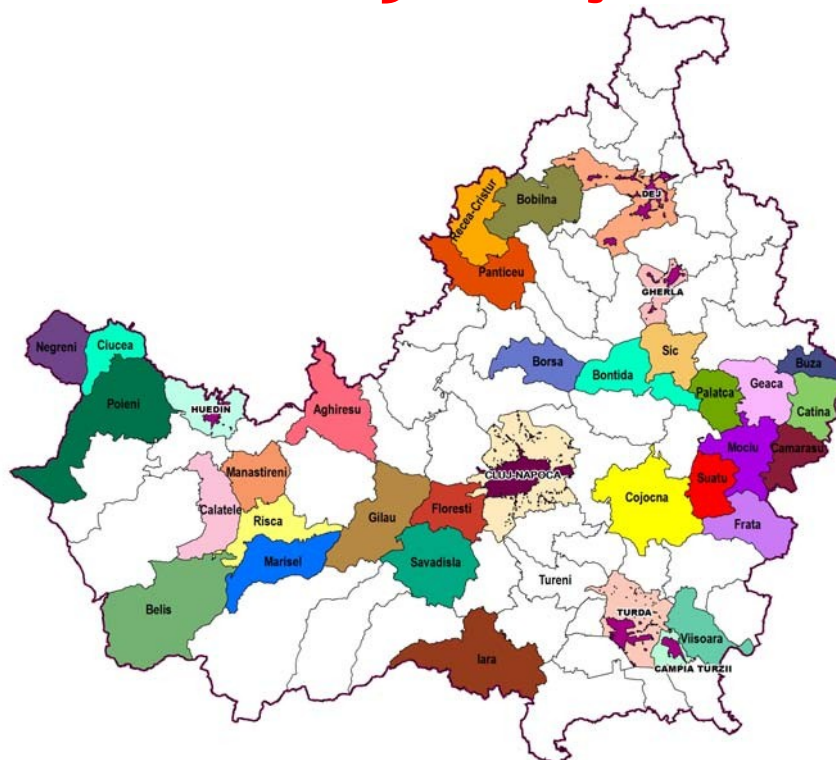 Recea-Cristur
Bobilna
DEJ
Panticeu
GHERLA
Negreni
Ciucea
Borsa
Bontida
Sic
Buza
Geaca
Palatca
Catina
Poieni
HUEDIN
Aghiresu
Mociu
Camarasu
Manastireni
CLUJ-NAPOCA
Suatu
Calatele
Risca
Gilau
Floresti
Cojocna
Frata
Marisel
Savadisla
Tureni
Belis
TURDA
Viisoara
Iara
CAMPIA TURZII